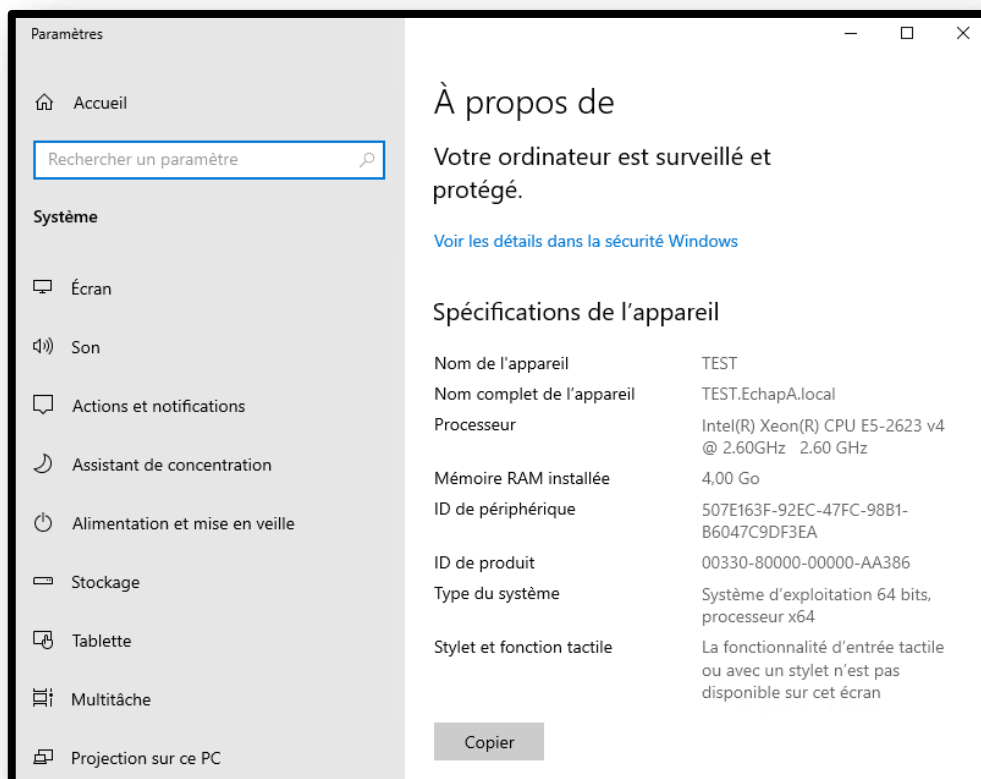 Paramètres
Accueil
Rechercher un paramètre
Système
Écran
Son
Actions et notifications
Assistant de concentration
Alimentation et mise en veille
Stockage
Tablette
Multitâche
Projection sur ce PC
À propos de
Votre ordinateur est surveillé et
protégé.
Voir les détails dans la sécurité Windows
Spécifications de l’appareil
Nom de l'appareil TEST
Nom complet de l’appareil TEST.EchapA.local
Processeur Intel(R) Xeon(R) CPU E5-2623 v4
@ 2.60GHz 2.60 GHz
Mémoire RAM installée 4,00 Go
ID de périphérique 507E163F-92EC-47FC-98B1-
B6047C9DF3EA
ID de produit 00330-80000-00000-AA386
Type du système Système d’exploitation 64 bits,
processeur x64
Stylet et fonction tactile La fonctionnalité d’entrée tactile
ou avec un stylet n’est pas
disponible sur cet écran
Copier